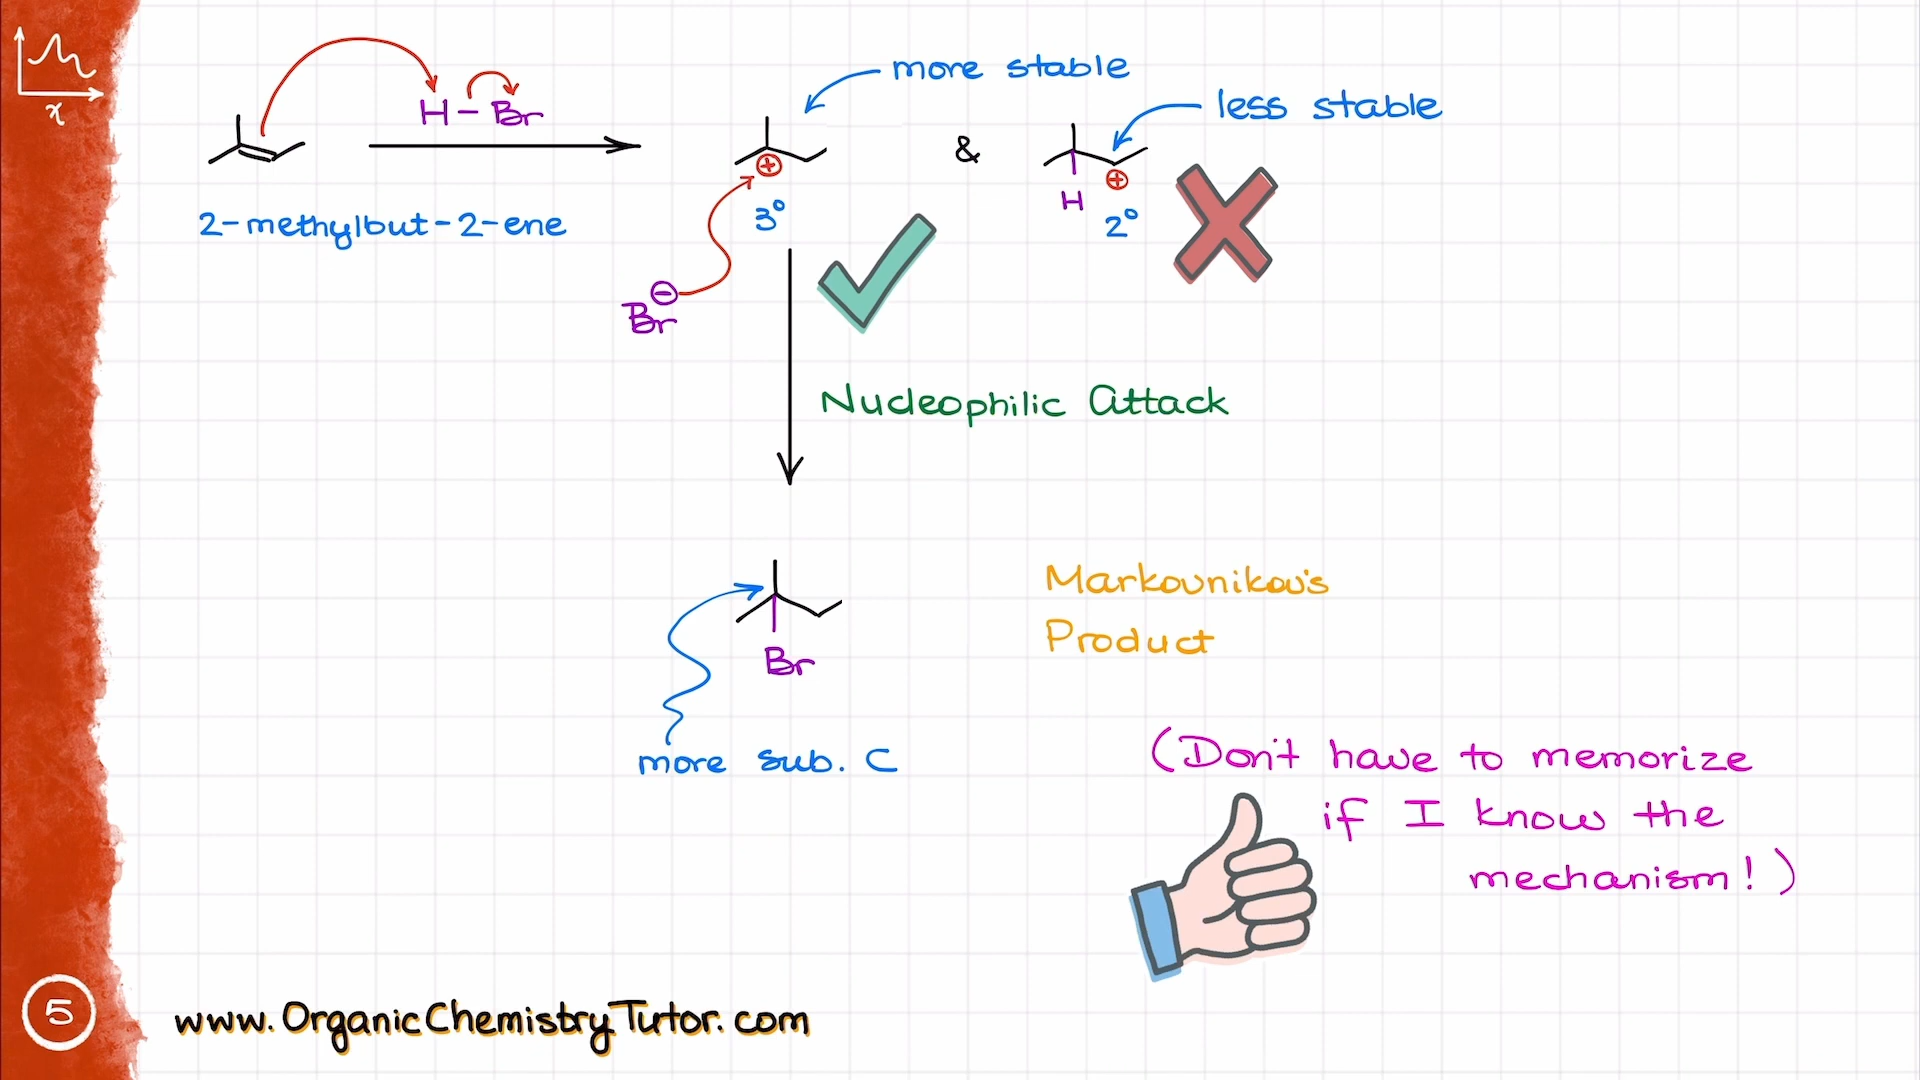 x
H-Br
more stable
less stable
&
⊕
⊕
H
2-methylbut-2-ene
3°
2°
Br⊖
Nucleophilic Attack
Markovnikov's
Product
Br
more sub. C
(Don't have to memorize
if I know the
mechanism!)
5
www.OrganicChemistryTutor.com